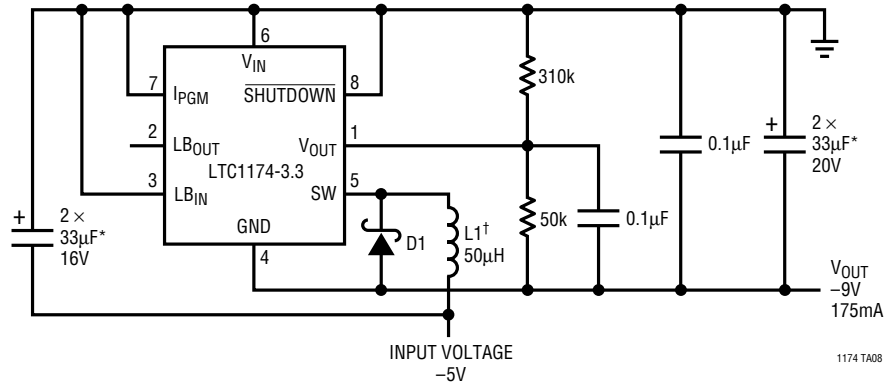 6
V_IN
7
I_PGM
SHUTDOWN
8
310k
2
LB_OUT
V_OUT
1
LTC1174-3.3
3
LB_IN
SW
5
GND
4
+
2 ×
33µF*
16V
D1
L1†
50µH
50k
0.1µF
0.1µF
+
2 ×
33µF*
20V
V_OUT
–9V
175mA
INPUT VOLTAGE
–5V
1174 TA08